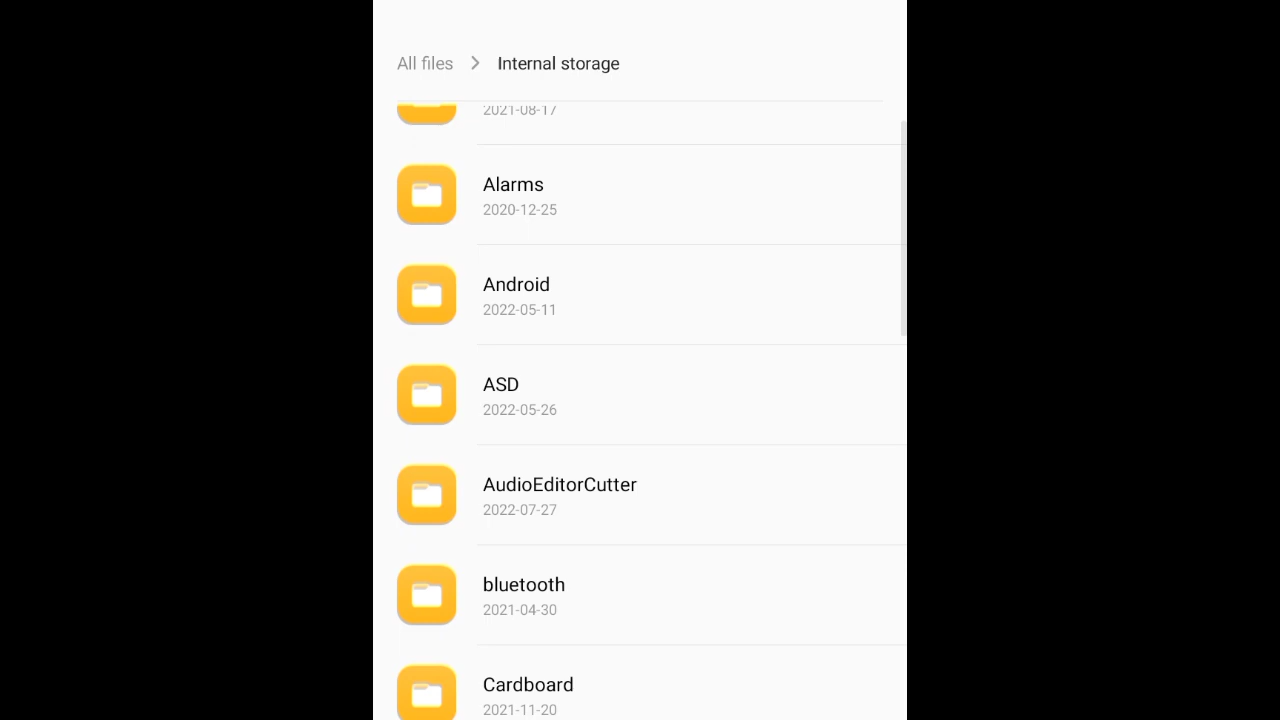 All files > Internal storage
2021-08-17
Alarms
2020-12-25
Android
2022-05-11
ASD
2022-05-26
AudioEditorCutter
2022-07-27
bluetooth
2021-04-30
Cardboard
2021-11-20